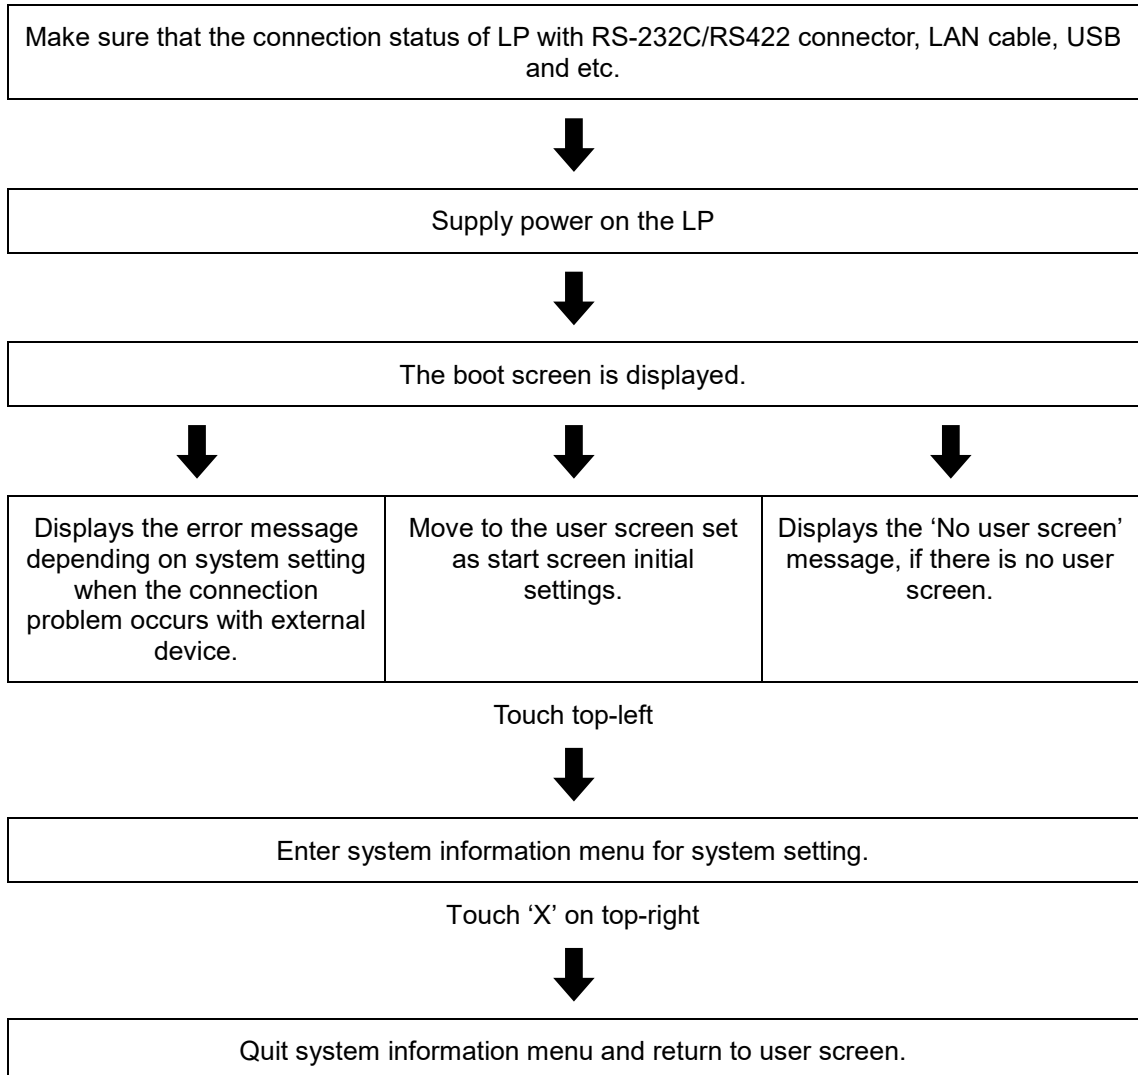 Make sure that the connection status of LP with RS-232C/RS422 connector, LAN cable, USB
and etc.
Supply power on the LP
The boot screen is displayed.
Displays the error message
depending on system setting
when the connection
problem occurs with external
device.
Move to the user screen set
as start screen initial
settings.
Displays the ‘No user screen’
message, if there is no user
screen.
Touch top-left
Enter system information menu for system setting.
Touch ‘X’ on top-right
Quit system information menu and return to user screen.